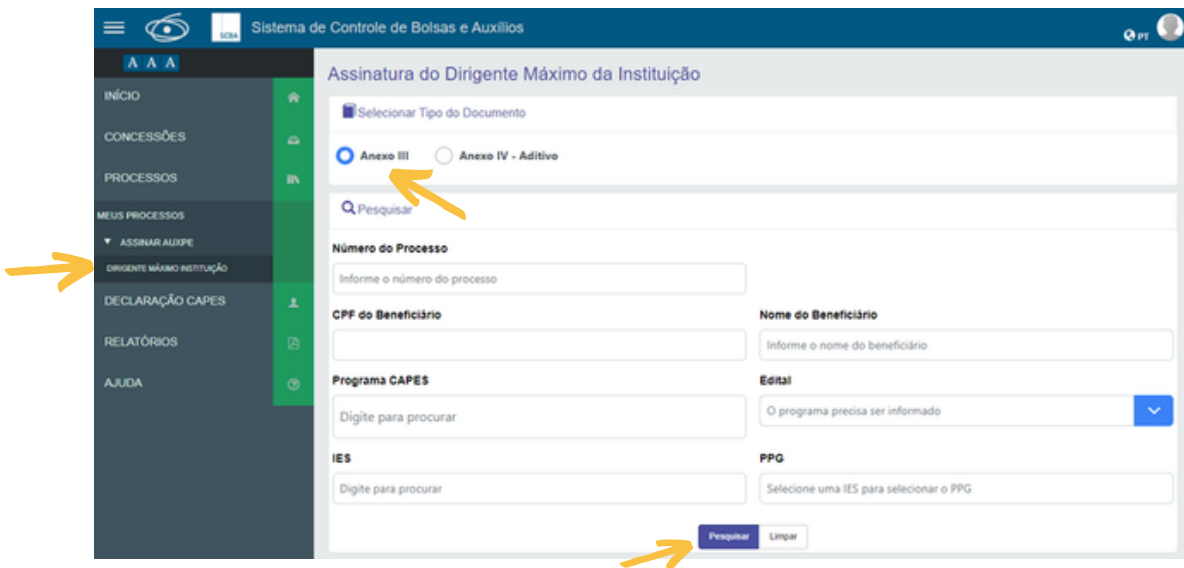 SCBA
Sistema de Controle de Bolsas e Auxílios
PT
A A A
INÍCIO
CONCESSÕES
PROCESSOS
MEUS PROCESSOS
ASSINAR AUXPE
DIRIGENTE MÁXIMO INSTITUIÇÃO
DECLARAÇÃO CAPES
RELATÓRIOS
AJUDA
Assinatura do Dirigente Máximo da Instituição
Selecionar Tipo do Documento
Anexo III Anexo IV - Aditivo
Pesquisar
Número do Processo
Informe o número do processo
CPF do Beneficiário
Nome do Beneficiário
Informe o nome do beneficiário
Programa CAPES
Digite para procurar
Edital
O programa precisa ser informado
IES
Digite para procurar
PPG
Selecione uma IES para selecionar o PPG
Pesquisar Limpar